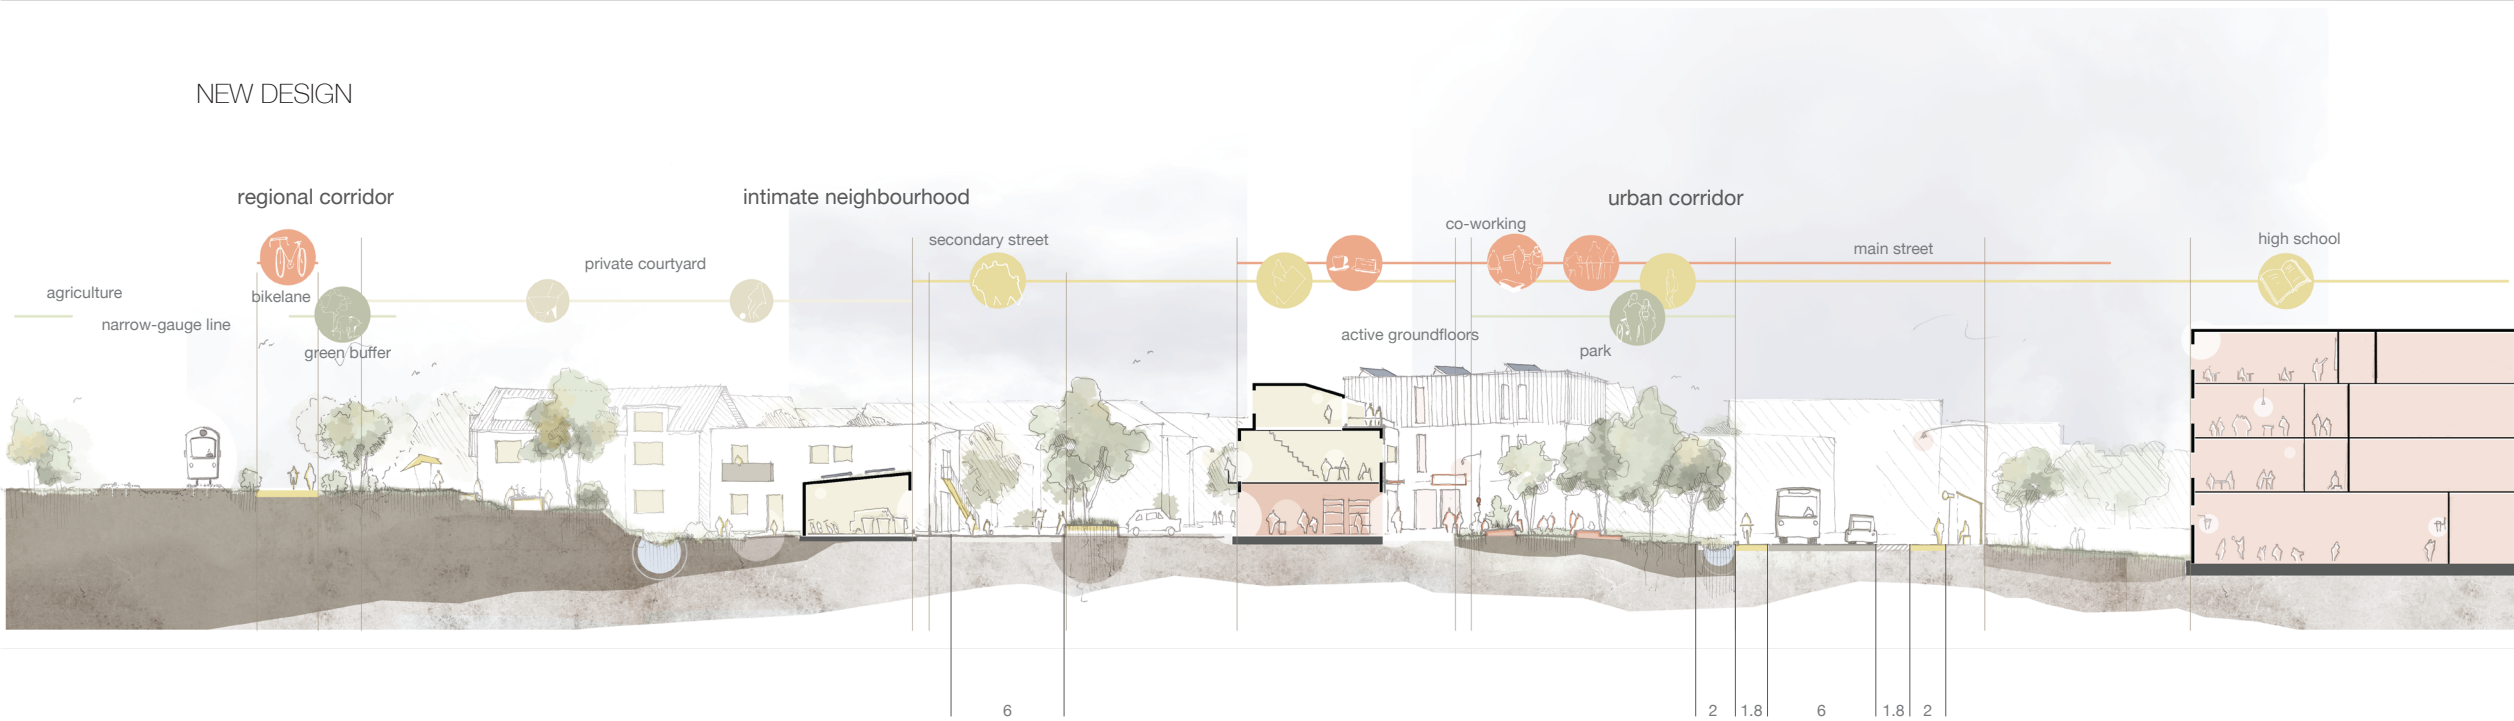 NEW DESIGN
regional corridor
intimate neighbourhood
urban corridor
co-working
secondary street
high school
main street
private courtyard
agriculture
bikelane
narrow-gauge line
active groundfloors
green buffer
park
6
2
1.8
6
1.8
2